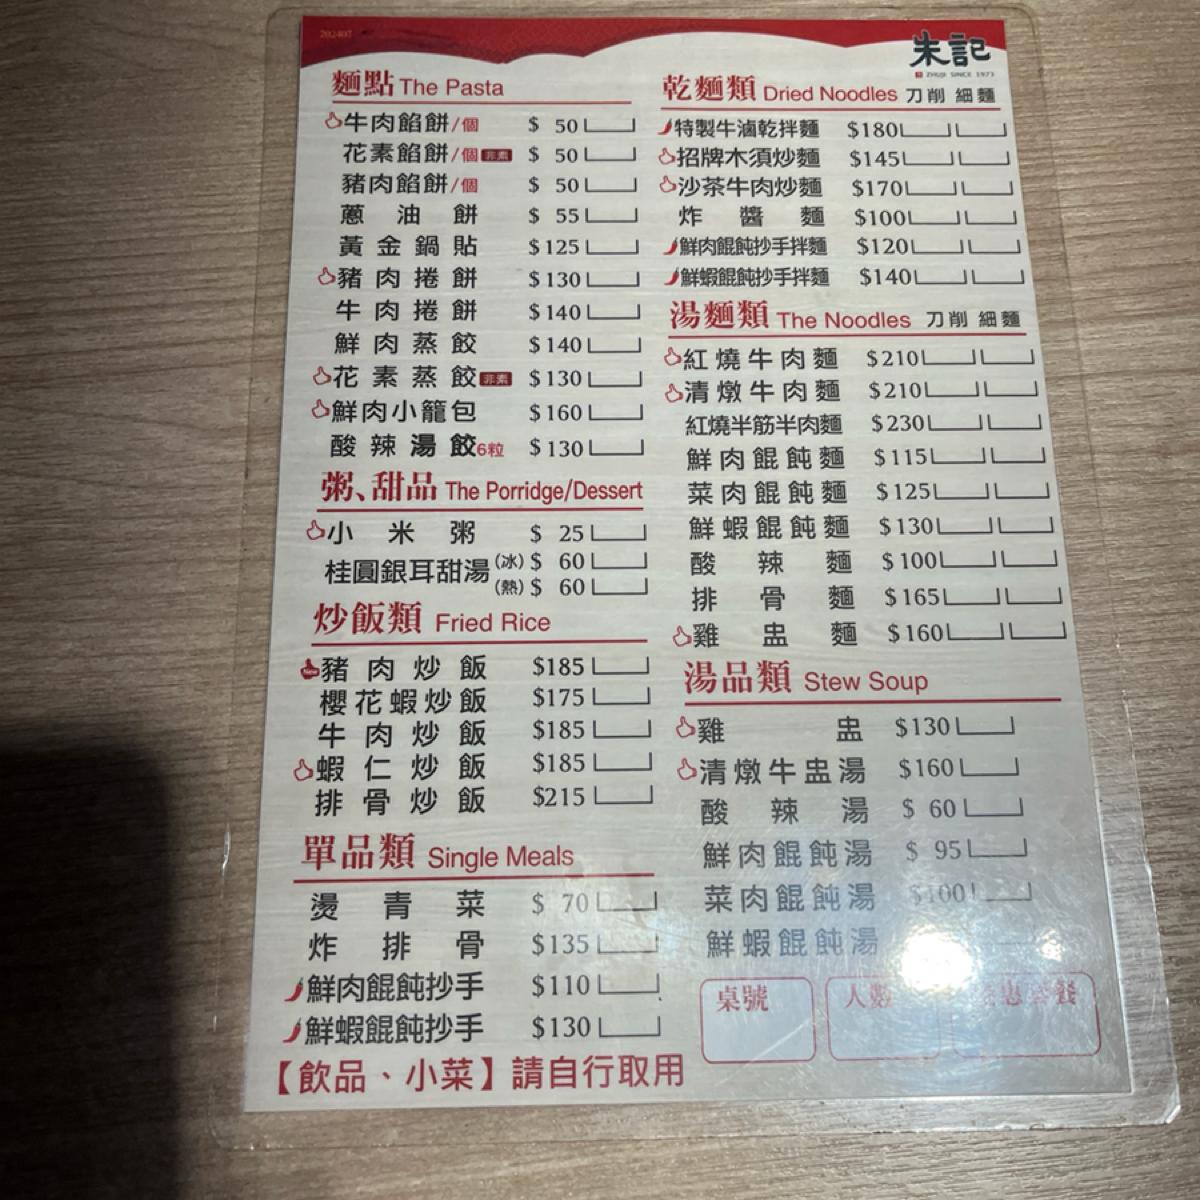 202407
朱記
ZHUJI SINCE 1973
麵點 The Pasta
牛肉餡餅/個 $ 50
花素餡餅/個 非素 $ 50
豬肉餡餅/個 $ 50
蔥油餅 $ 55
黃金鍋貼 $125
豬肉捲餅 $130
牛肉捲餅 $140
鮮肉蒸餃 $140
花素蒸餃 非素 $130
鮮肉小籠包 $160
酸辣湯餃6粒 $130
粥、甜品 The Porridge/Dessert
小米粥 $ 25
桂圓銀耳甜湯 (冰) $ 60
(熱) $ 60
炒飯類 Fried Rice
豬肉炒飯 $185
櫻花蝦炒飯 $175
牛肉炒飯 $185
蝦仁炒飯 $185
排骨炒飯 $215
單品類 Single Meals
燙青菜 $ 70
炸排骨 $135
鮮肉餛飩抄手 $110
鮮蝦餛飩抄手 $130
【飲品、小菜】請自行取用
乾麵類 Dried Noodles 刀削 細麵
特製牛滷乾拌麵 $180
招牌木須炒麵 $145
沙茶牛肉炒麵 $170
炸醬麵 $100
鮮肉餛飩抄手拌麵 $120
鮮蝦餛飩抄手拌麵 $140
湯麵類 The Noodles 刀削 細麵
紅燒牛肉麵 $210
清燉牛肉麵 $210
紅燒半筋半肉麵 $230
鮮肉餛飩麵 $115
菜肉餛飩麵 $125
鮮蝦餛飩麵 $130
酸辣麵 $100
排骨麵 $165
雞盅麵 $160
湯品類 Stew Soup
雞盅 $130
清燉牛盅湯 $160
酸辣湯 $ 60
鮮肉餛飩湯 $ 95
菜肉餛飩湯 $100
鮮蝦餛飩湯
桌號
人數
惠 餐